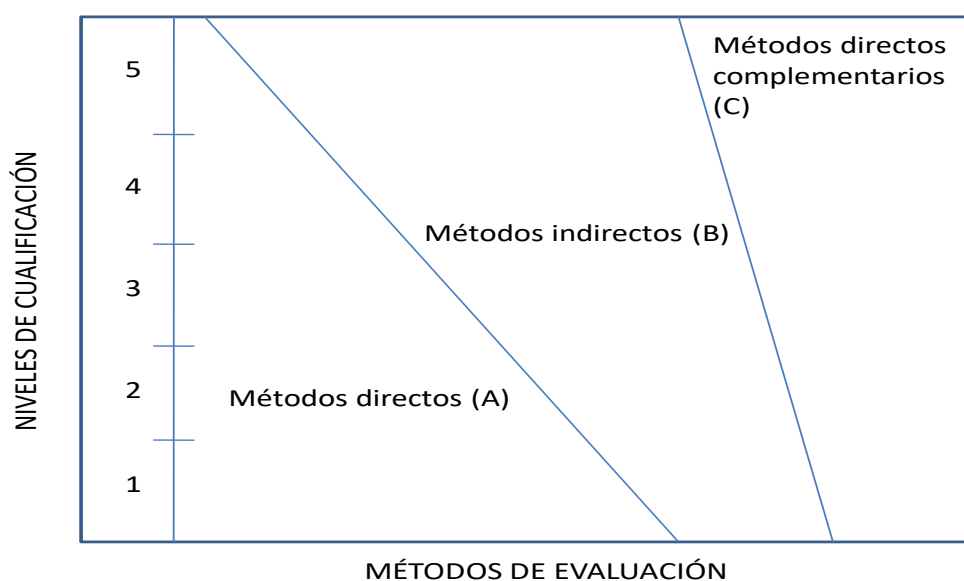 NIVELES DE CUALIFICACIÓN
5
4
3
2
1
Métodos directos
complementarios
(C)
Métodos indirectos (B)
Métodos directos (A)
MÉTODOS DE EVALUACIÓN